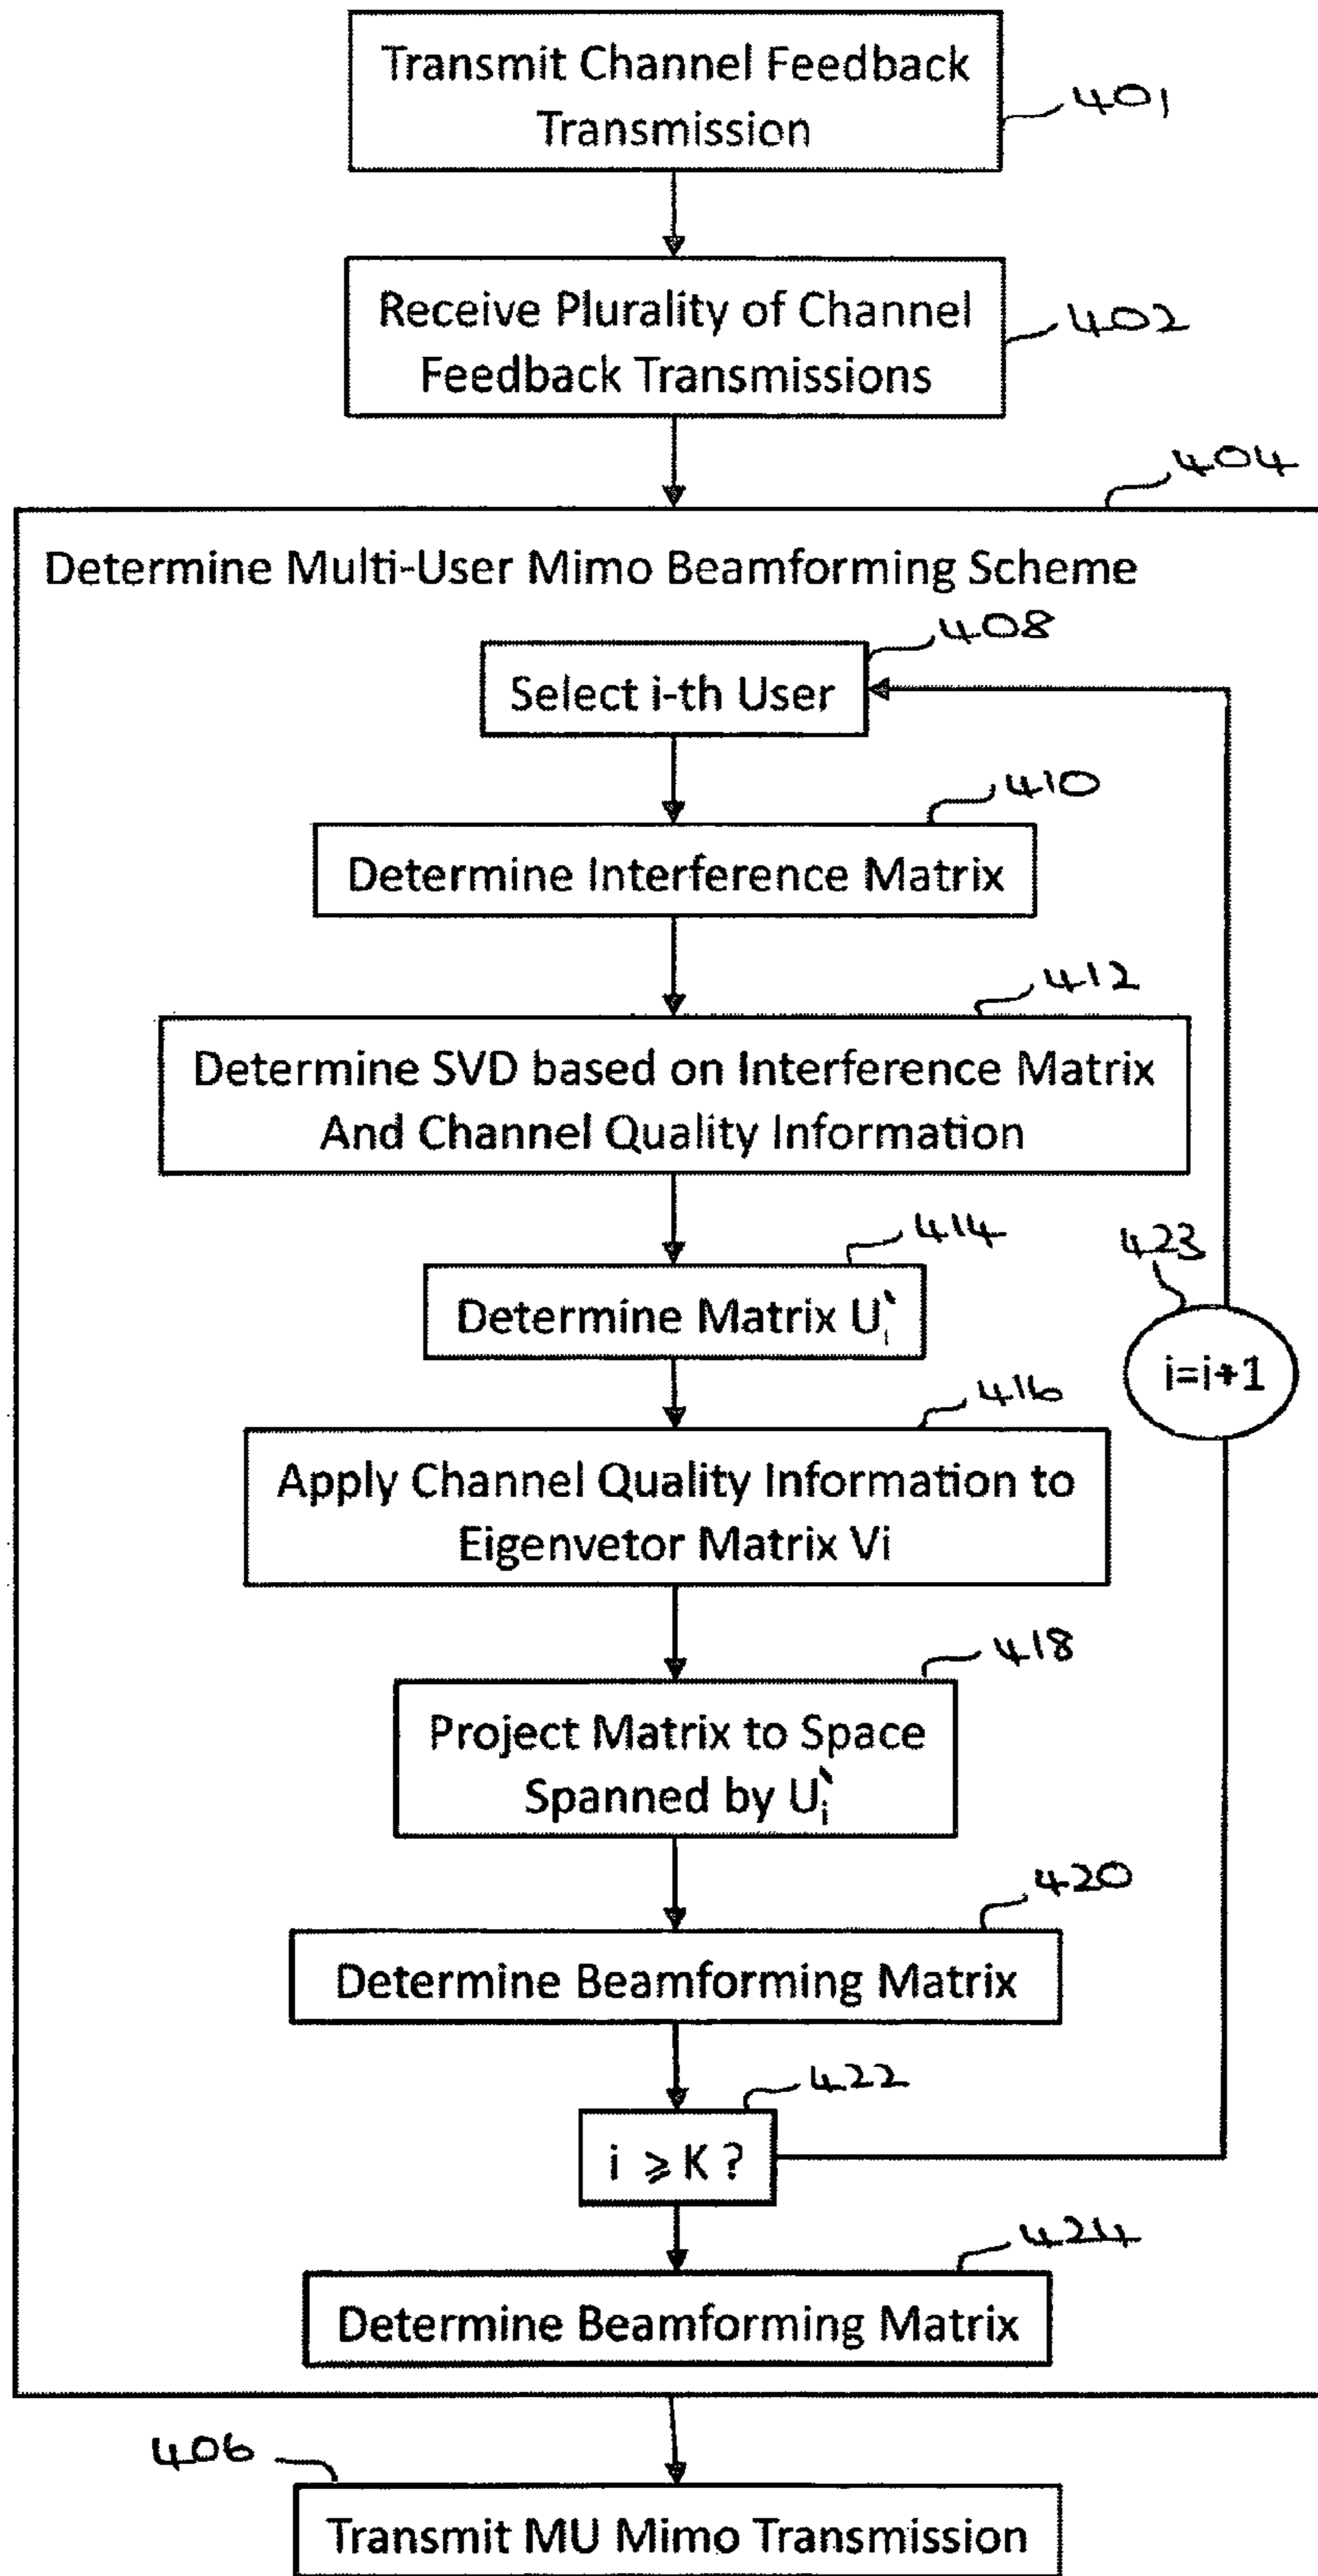 Transmit Channel Feedback
Transmission
401
Receive Plurality of Channel
Feedback Transmissions
402
404
Determine Multi-User Mimo Beamforming Scheme
408
Select i-th User
410
Determine Interference Matrix
412
Determine SVD based on Interference Matrix
And Channel Quality Information
414
Determine Matrix Uᵢ`
423
i=i+1
416
Apply Channel Quality Information to
Eigenvetor Matrix Vi
418
Project Matrix to Space
Spanned by Uᵢ`
420
Determine Beamforming Matrix
422
i ⩾ K ?
424
Determine Beamforming Matrix
406
Transmit MU Mimo Transmission